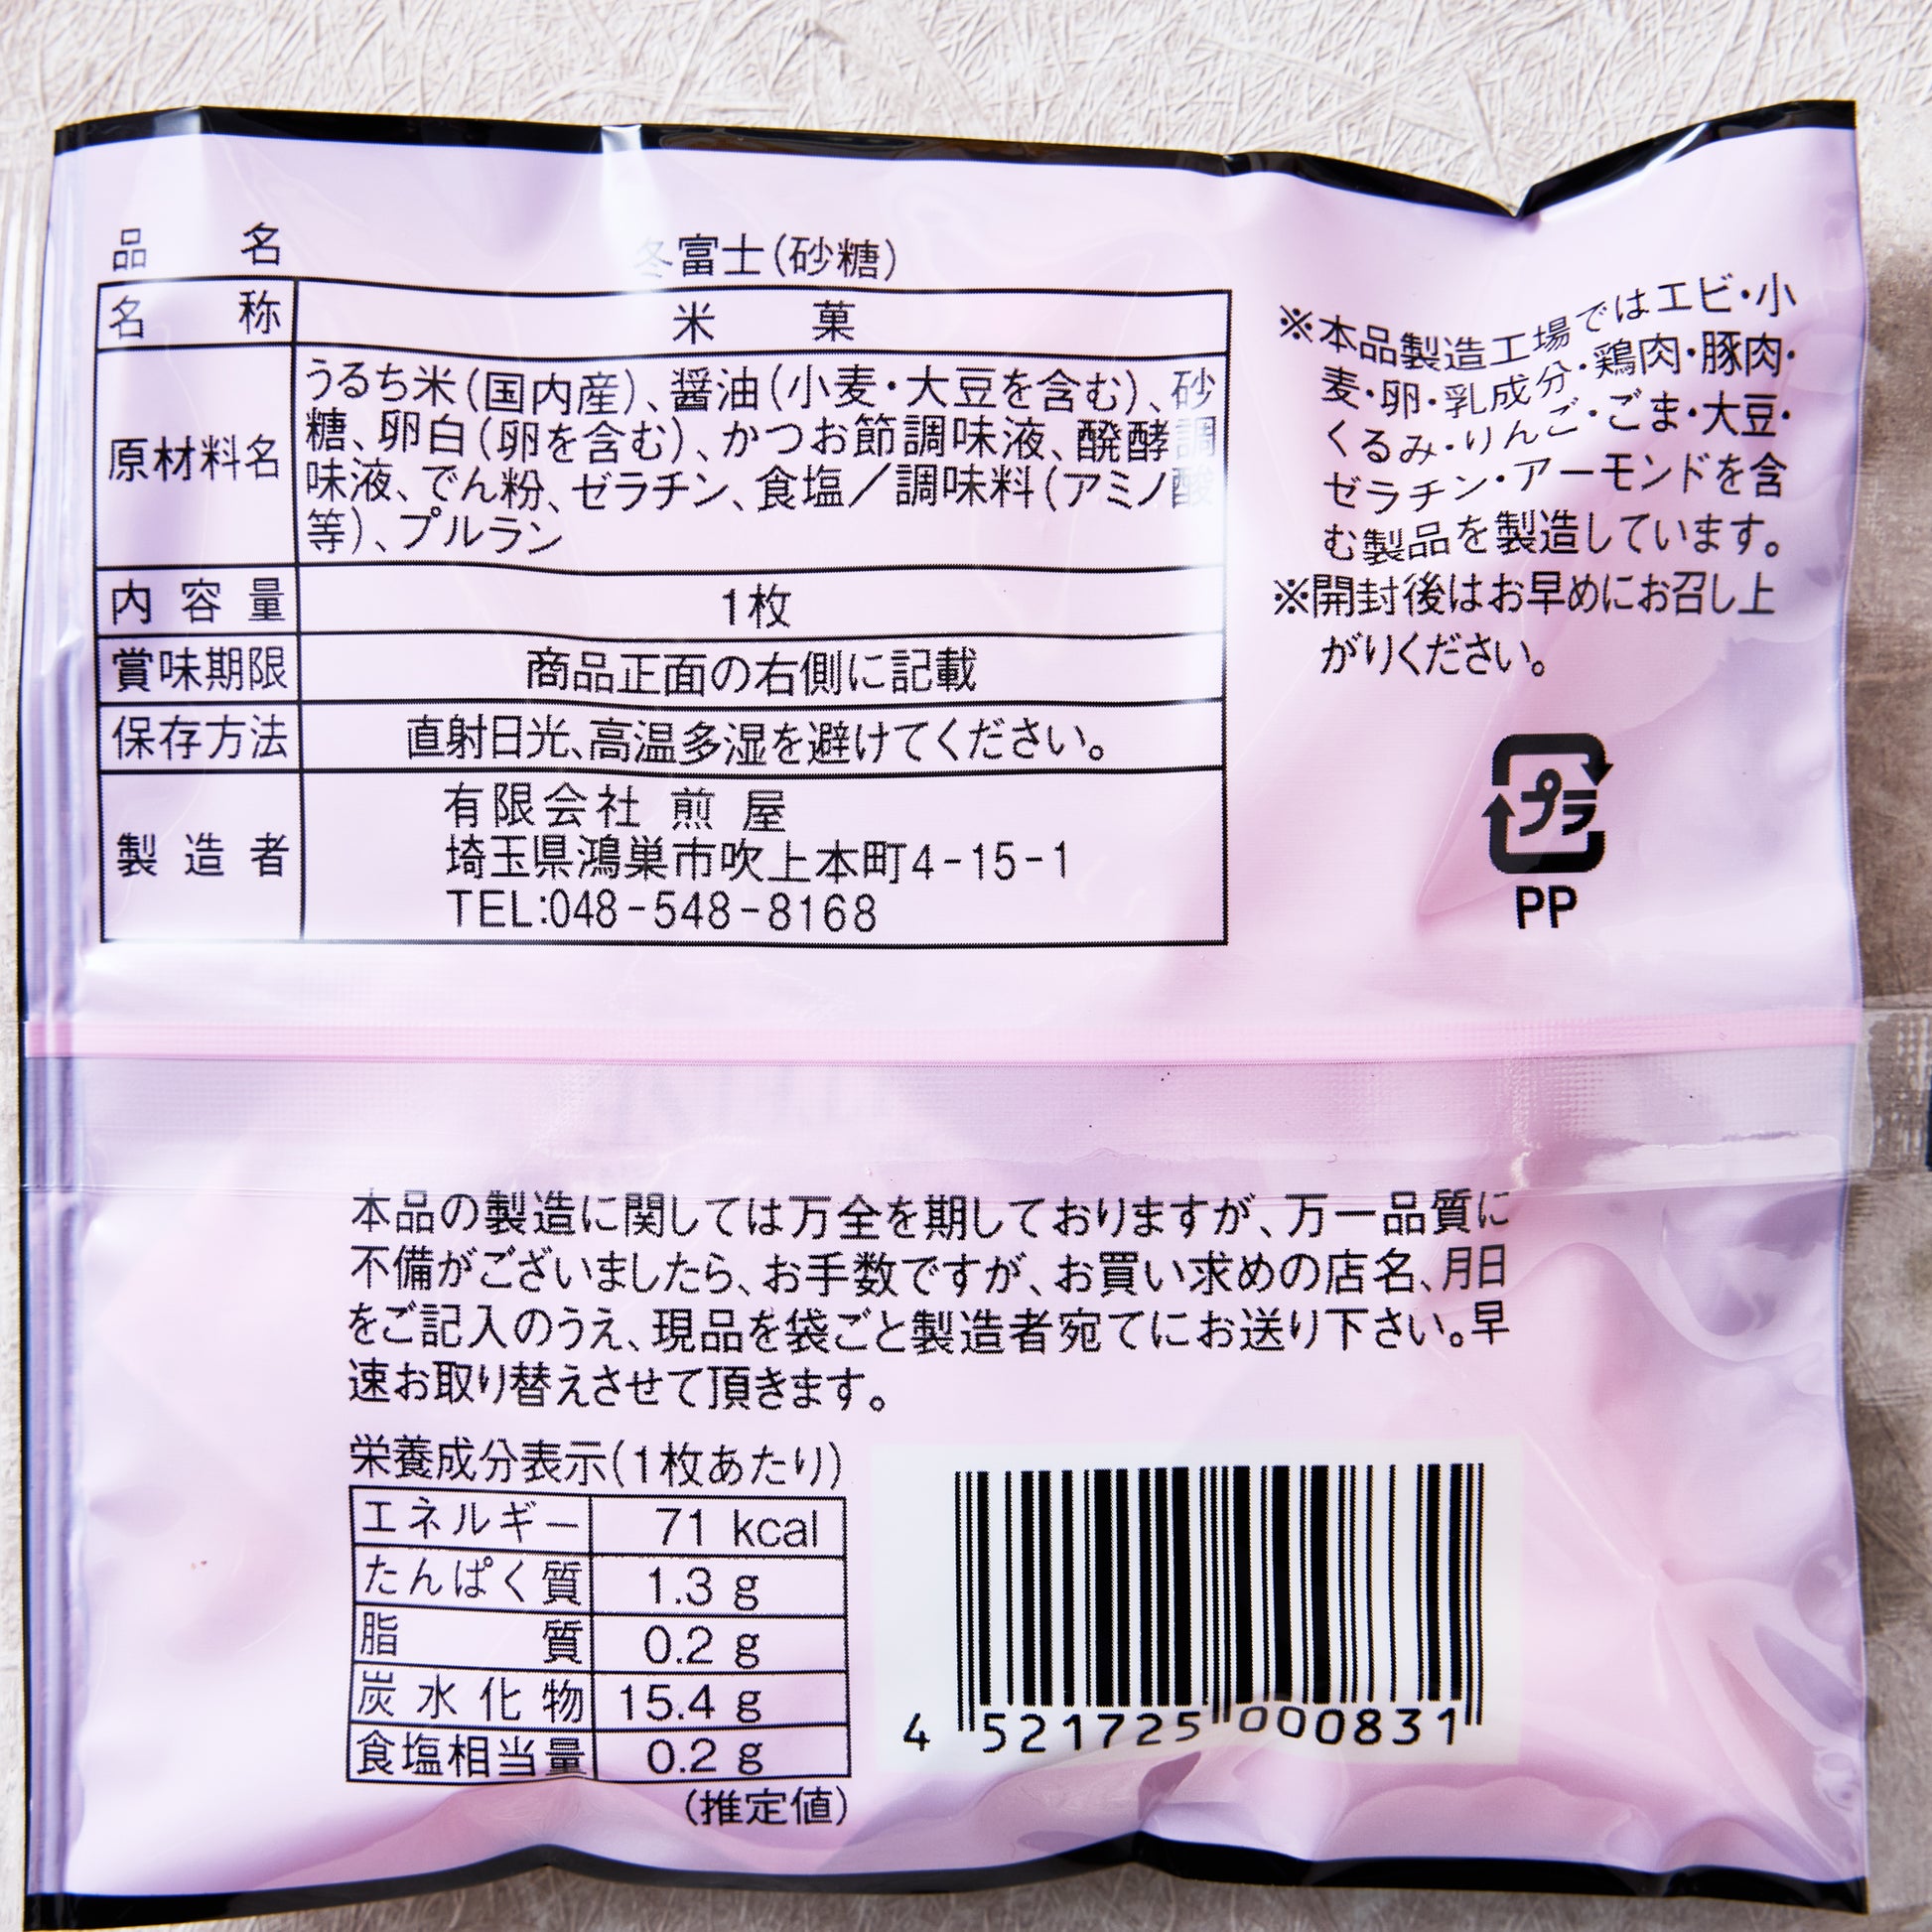 品名 冬富士(砂糖)
名称 米菓
原材料名 うるち米(国内産)、醤油(小麦・大豆を含む)、砂
糖、卵白(卵を含む)、かつお節調味液、醗酵調
味液、でん粉、ゼラチン、食塩／調味料(アミノ酸
等)、プルラン
内容量 1枚
賞味期限 商品正面の右側に記載
保存方法 直射日光、高温多湿を避けてください。
製造者 有限会社 煎屋
埼玉県鴻巣市吹上本町4-15-1
TEL:048-548-8168
※本品製造工場ではエビ・小
麦・卵・乳成分・鶏肉・豚肉・
くるみ・りんご・ごま・大豆・
ゼラチン・アーモンドを含
む製品を製造しています。
※開封後はお早めにお召し上
がりください。
プラ
PP
本品の製造に関しては万全を期しておりますが、万一品質に
不備がございましたら、お手数ですが、お買い求めの店名、月日
をご記入のうえ、現品を袋ごと製造者宛てにお送り下さい。早
速お取り替えさせて頂きます。
栄養成分表示(1枚あたり)
エネルギー 71 kcal
たんぱく質 1.3 g
脂質 0.2 g
炭水化物 15.4 g
食塩相当量 0.2 g
(推定値)
4 521725 000831